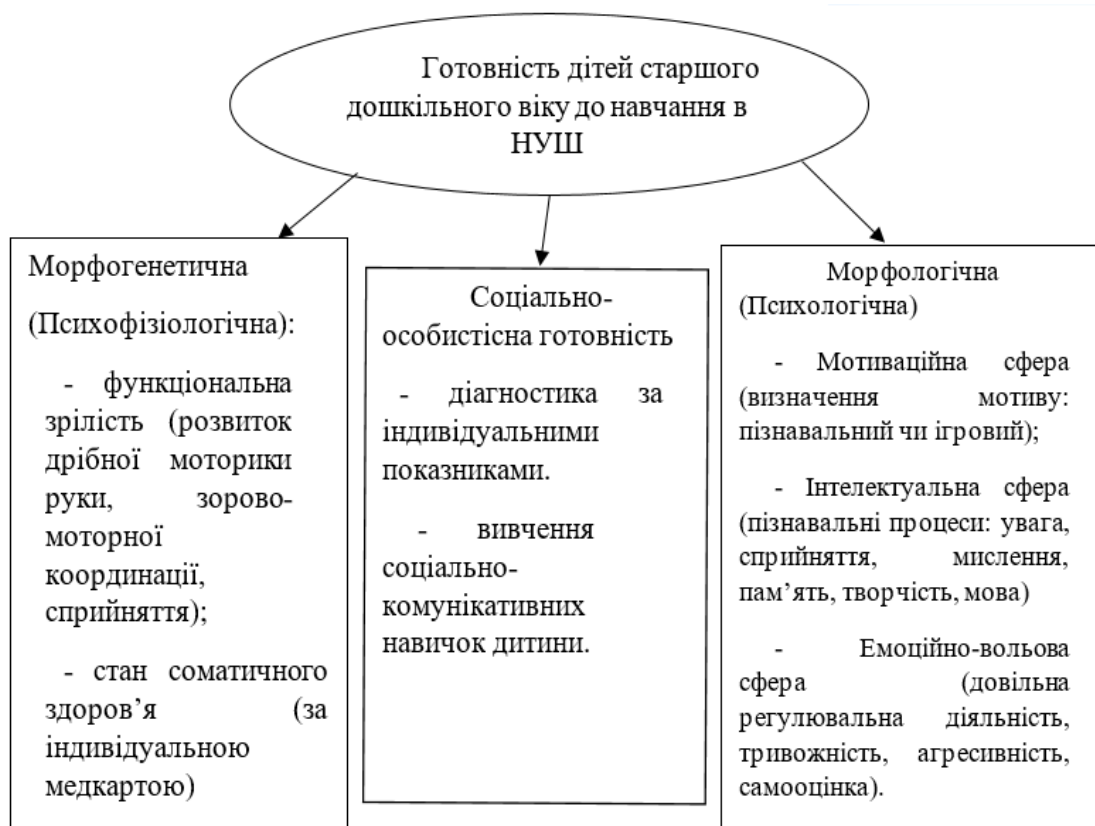 Готовність дітей старшого
дошкільного віку до навчання в
НУШ
Морфогенетична
(Психофізіологічна):
- функціональна
зрілість (розвиток
дрібної моторики
руки, зорово-
моторної
координації,
сприйняття);
- стан соматичного
здоров’я (за
індивідуальною
медкартою)
Соціально-
особистісна готовність
- діагностика за
індивідуальними
показниками.
- вивчення
соціально-
комунікативних
навичок дитини.
Морфологічна
(Психологічна)
- Мотиваційна сфера
(визначення мотиву:
пізнавальний чи ігровий);
- Інтелектуальна сфера
(пізнавальні процеси: увага,
сприйняття, мислення,
пам’ять, творчість, мова)
- Емоційно-вольова
сфера (довільна
регулювальна діяльність,
тривожність, агресивність,
самооцінка).